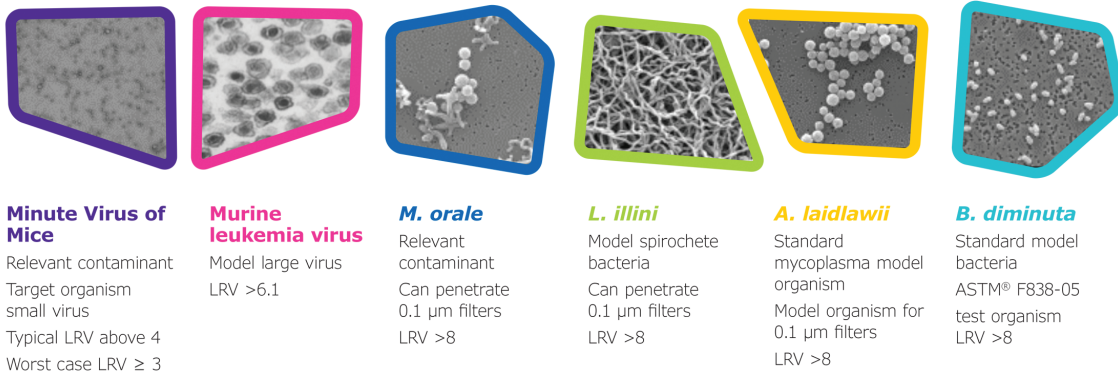 Minute Virus of
Mice
Relevant contaminant
Target organism
small virus
Typical LRV above 4
Worst case LRV ≥ 3
Murine
leukemia virus
Model large virus
LRV >6.1
M. orale
Relevant
contaminant
Can penetrate
0.1 μm filters
LRV >8
L. illini
Model spirochete
bacteria
Can penetrate
0.1 μm filters
LRV >8
A. laidlawii
Standard
mycoplasma model
organism
Model organism for
0.1 μm filters
LRV >8
B. diminuta
Standard model
bacteria
ASTM® F838-05
test organism
LRV >8